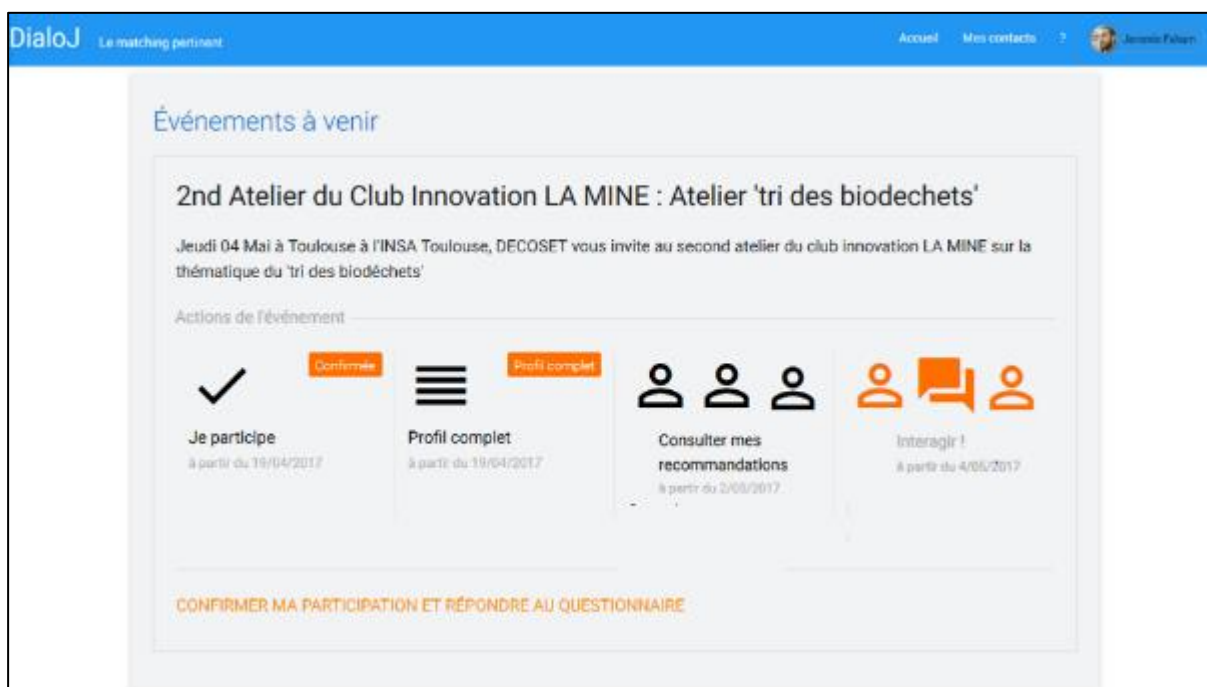 DialoJ Le matching pertinent Accueil Mes contacts ?
Événements à venir
2nd Atelier du Club Innovation LA MINE : Atelier 'tri des biodechets'
Jeudi 04 Mai à Toulouse à l'INSA Toulouse, DECOSET vous invite au second atelier du club innovation LA MINE sur la
thématique du 'tri des biodéchets'
Actions de l'événement
Confirmée
Profil complet
Je participe
à partir du 19/04/2017
Profil complet
à partir du 19/04/2017
Consulter mes
recommandations
à partir du 2/05/2017
Interagir !
à partir du 4/05/2017
CONFIRMER MA PARTICIPATION ET RÉPONDRE AU QUESTIONNAIRE